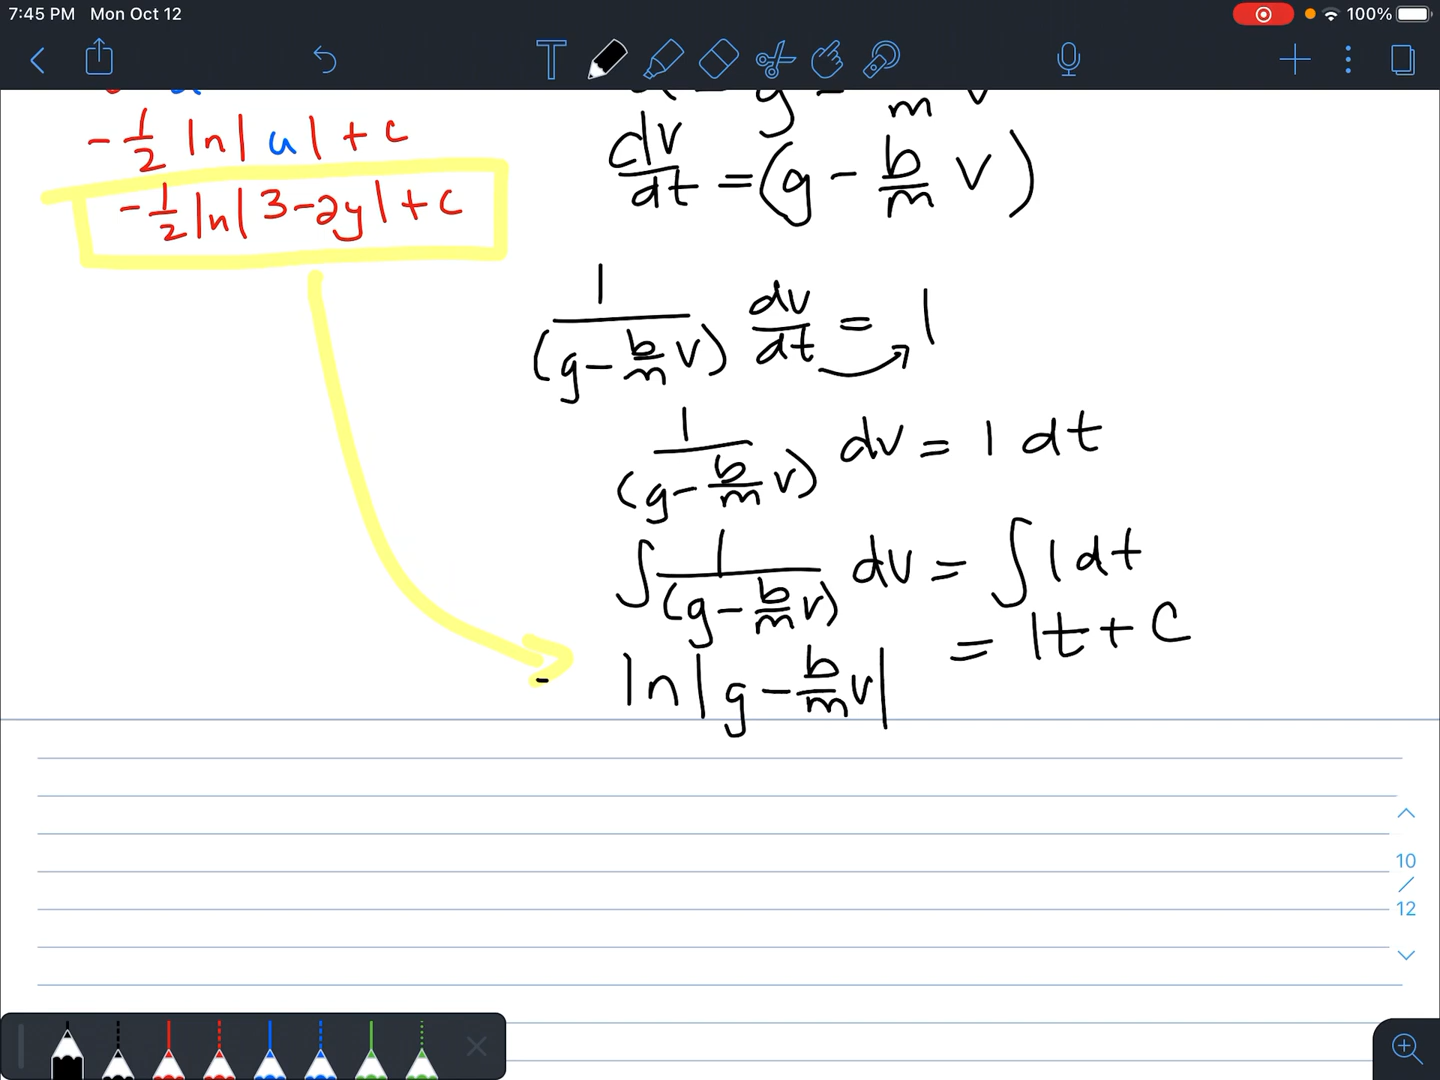 7:45 PM Mon Oct 12
100%
T
-1/2 ln|u| + c
-1/2 ln|3-2y| + c
m
dv/dt = (g - b/m v)
1/(g - b/m v) dv/dt = 1
1/(g - b/m v) dv = 1 dt
∫ 1/(g - b/m v) dv = ∫ 1 dt
= 1t + C
- ln|g - b/m v|
10
/
12